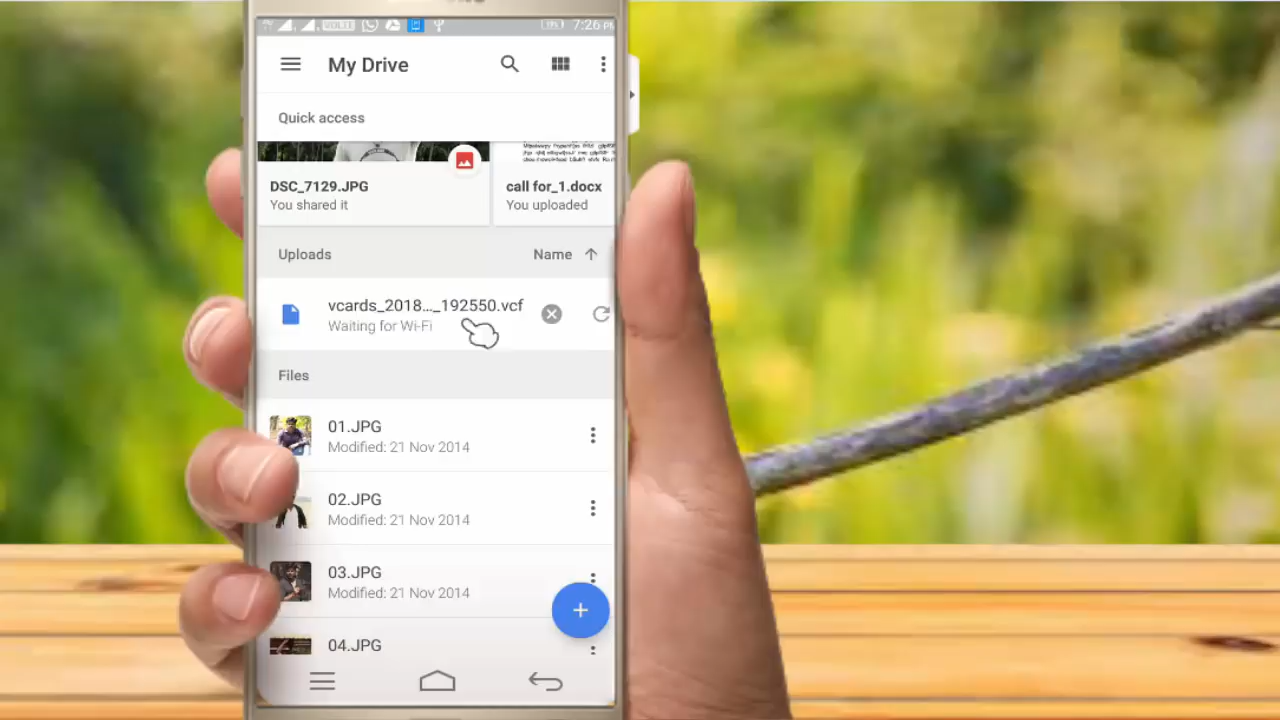 VOLTE 7:26 PM
My Drive
Quick access
DSC_7129.JPG
You shared it
call for_1.docx
You uploaded
Uploads
Name
vcards_2018..._192550.vcf
Waiting for Wi-Fi
Files
01.JPG
Modified: 21 Nov 2014
02.JPG
Modified: 21 Nov 2014
03.JPG
Modified: 21 Nov 2014
04.JPG